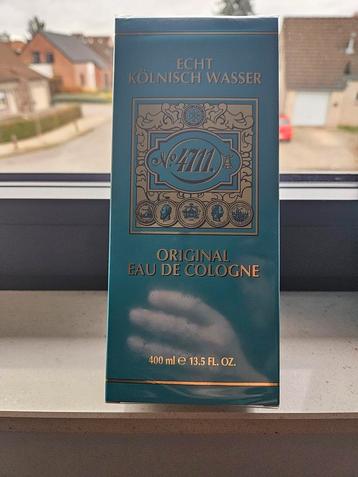 ECHT
KÖLNISCH WASSER
No 4711.
ORIGINAL
EAU DE COLOGNE
400 ml e 13.5 FL. OZ.